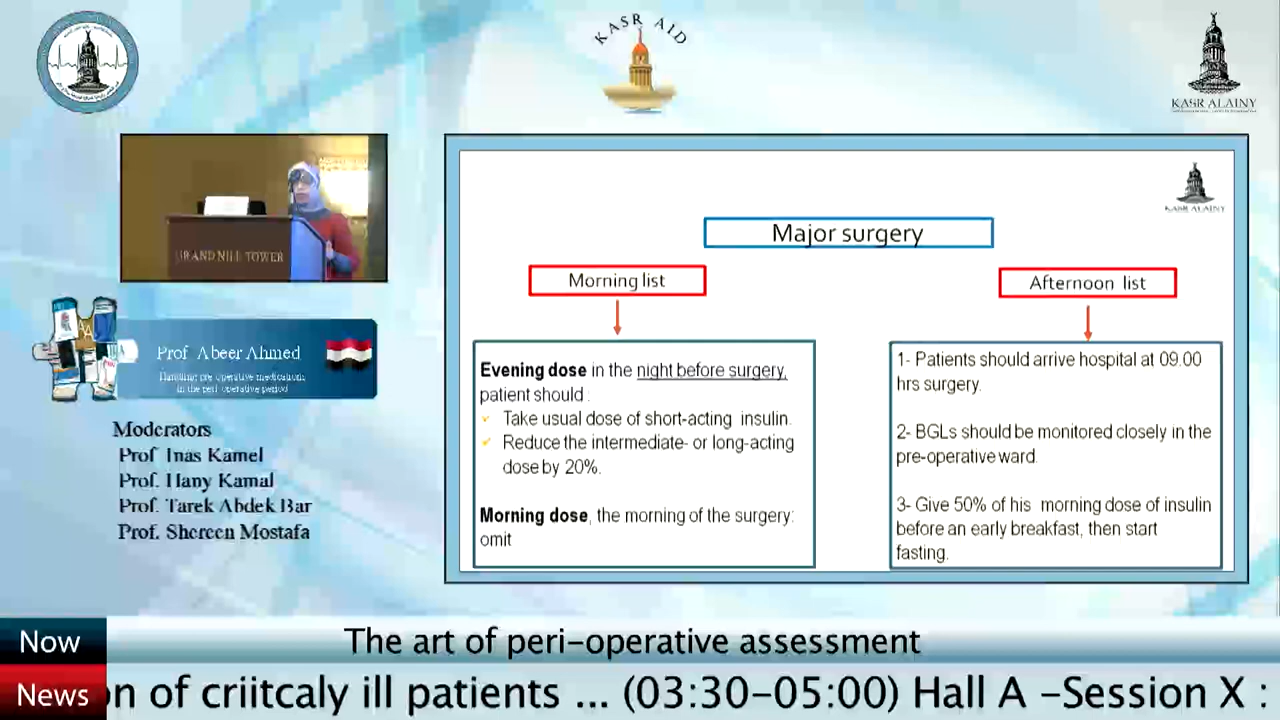 KASR AID
KASR ALAINY
GRAND NILE TOWER
KASR ALAINY
Major surgery
Morning list
Afternoon list
Evening dose in the night before surgery,
patient should :
Take usual dose of short-acting insulin.
Reduce the intermediate- or long-acting
dose by 20%.
Morning dose, the morning of the surgery:
omit
1- Patients should arrive hospital at 09.00
hrs surgery.
2- BGLs should be monitored closely in the
pre-operative ward.
3- Give 50% of his morning dose of insulin
before an early breakfast, then start
fasting.
Prof Abeer Ahmed
Handling pre operative medications
in the peri operative period
Moderators
Prof. Inas Kamel
Prof. Hany Kamal
Prof. Tarek Abdek Bar
Prof. Shereen Mostafa
Now
The art of peri-operative assessment
News
on of criitcaly ill patients ... (03:30-05:00) Hall A -Session X :